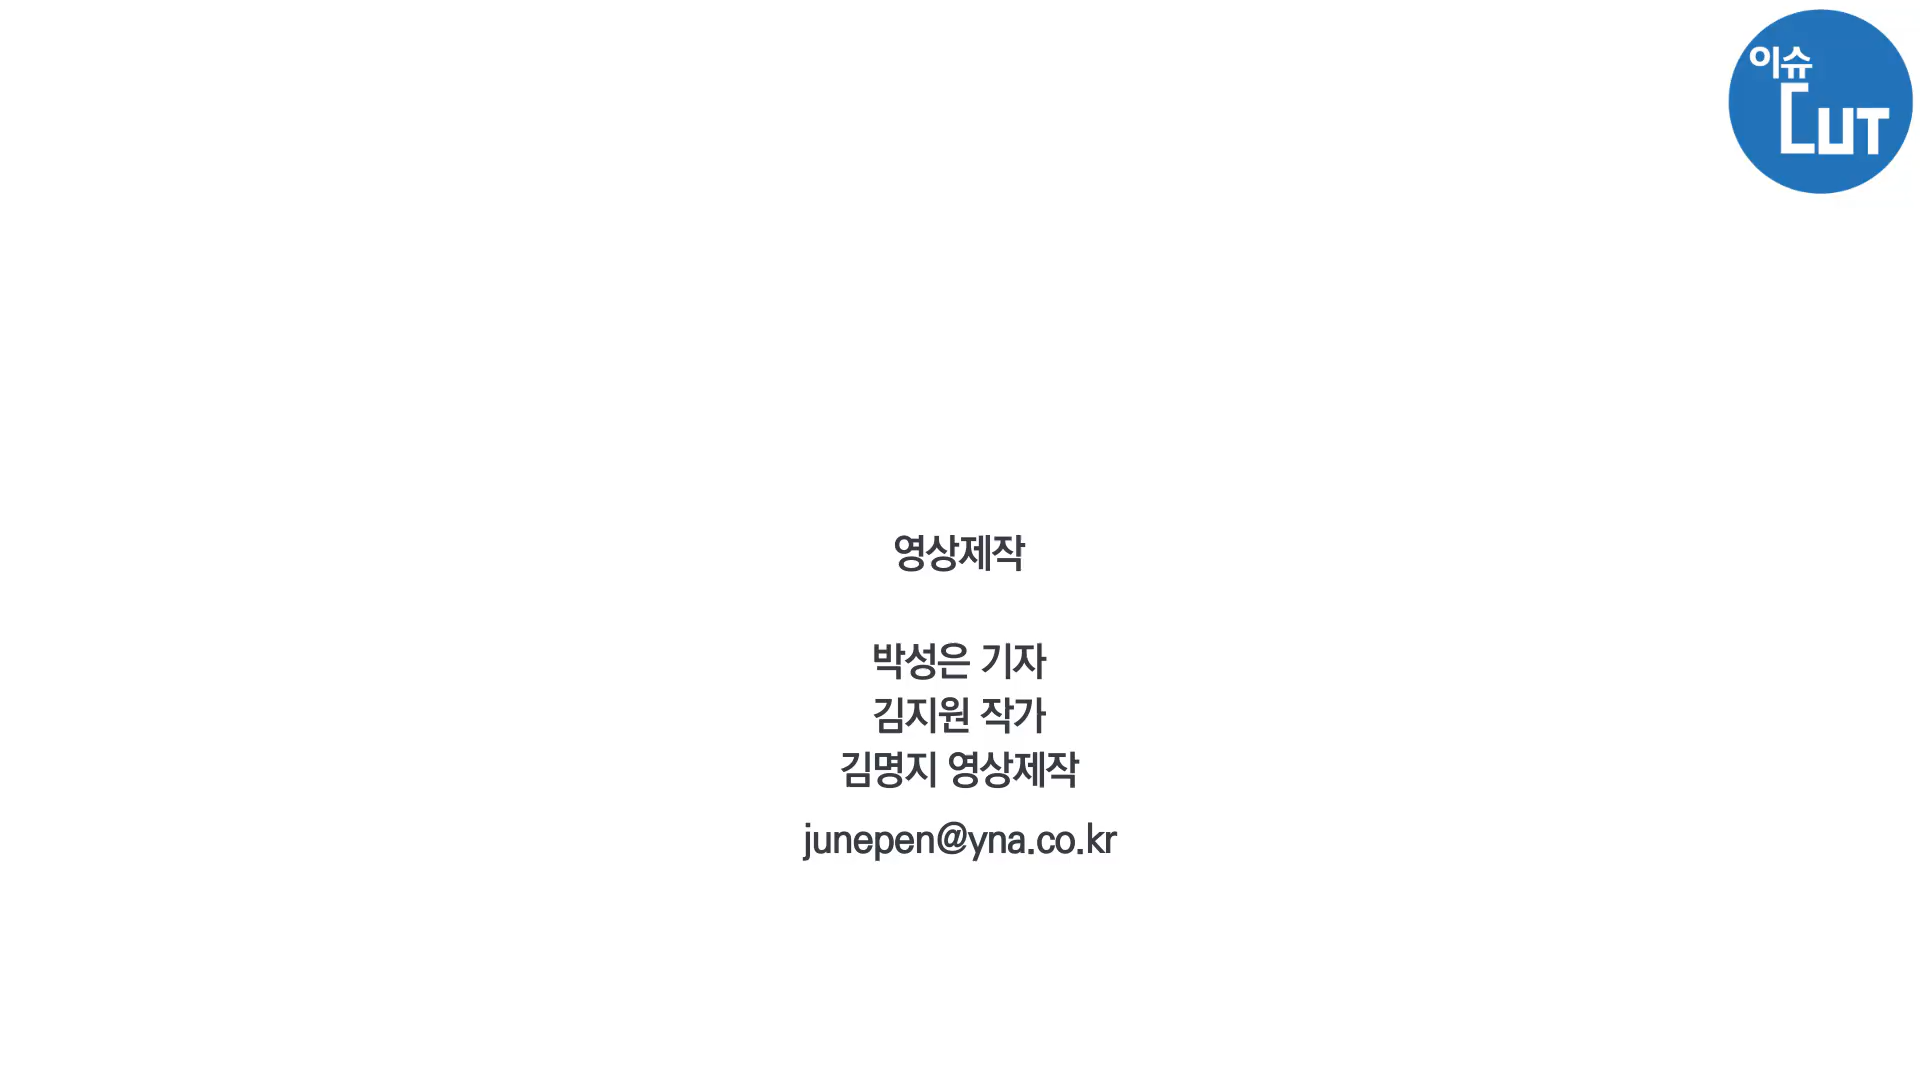 이슈
CUT
영상제작
박성은 기자
김지원 작가
김명지 영상제작
junepen@yna.co.kr